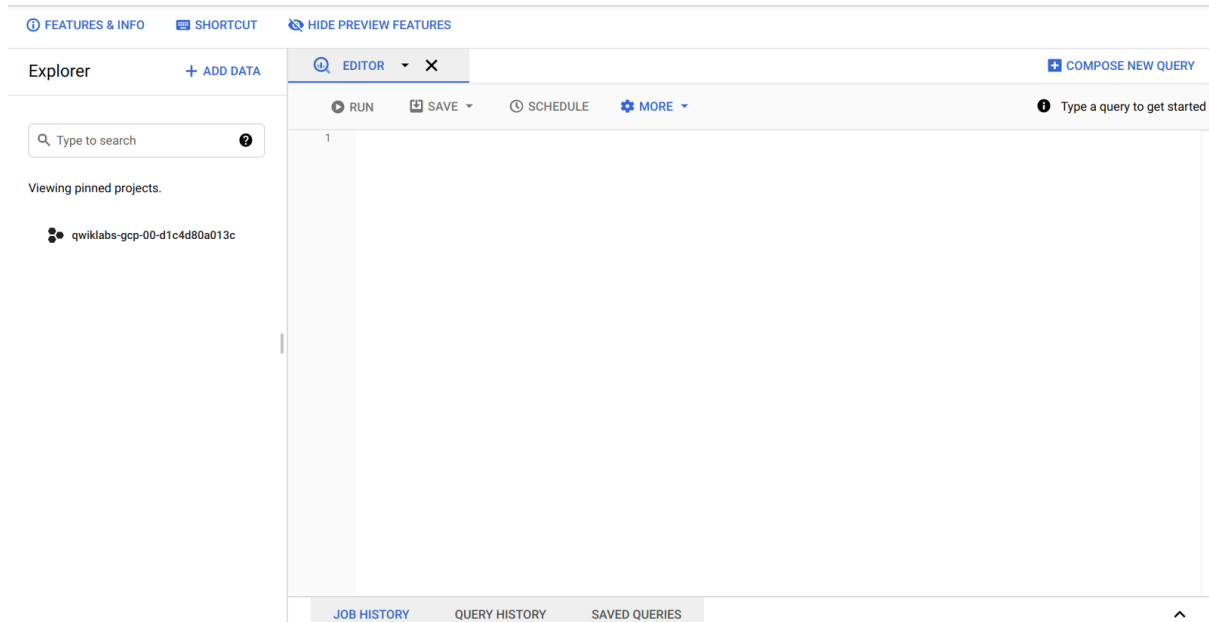 FEATURES & INFO SHORTCUT HIDE PREVIEW FEATURES
Explorer + ADD DATA
Type to search
Viewing pinned projects.
qwiklabs-gcp-00-d1c4d80a013c
EDITOR
COMPOSE NEW QUERY
RUN SAVE SCHEDULE MORE
Type a query to get started
1
JOB HISTORY QUERY HISTORY SAVED QUERIES